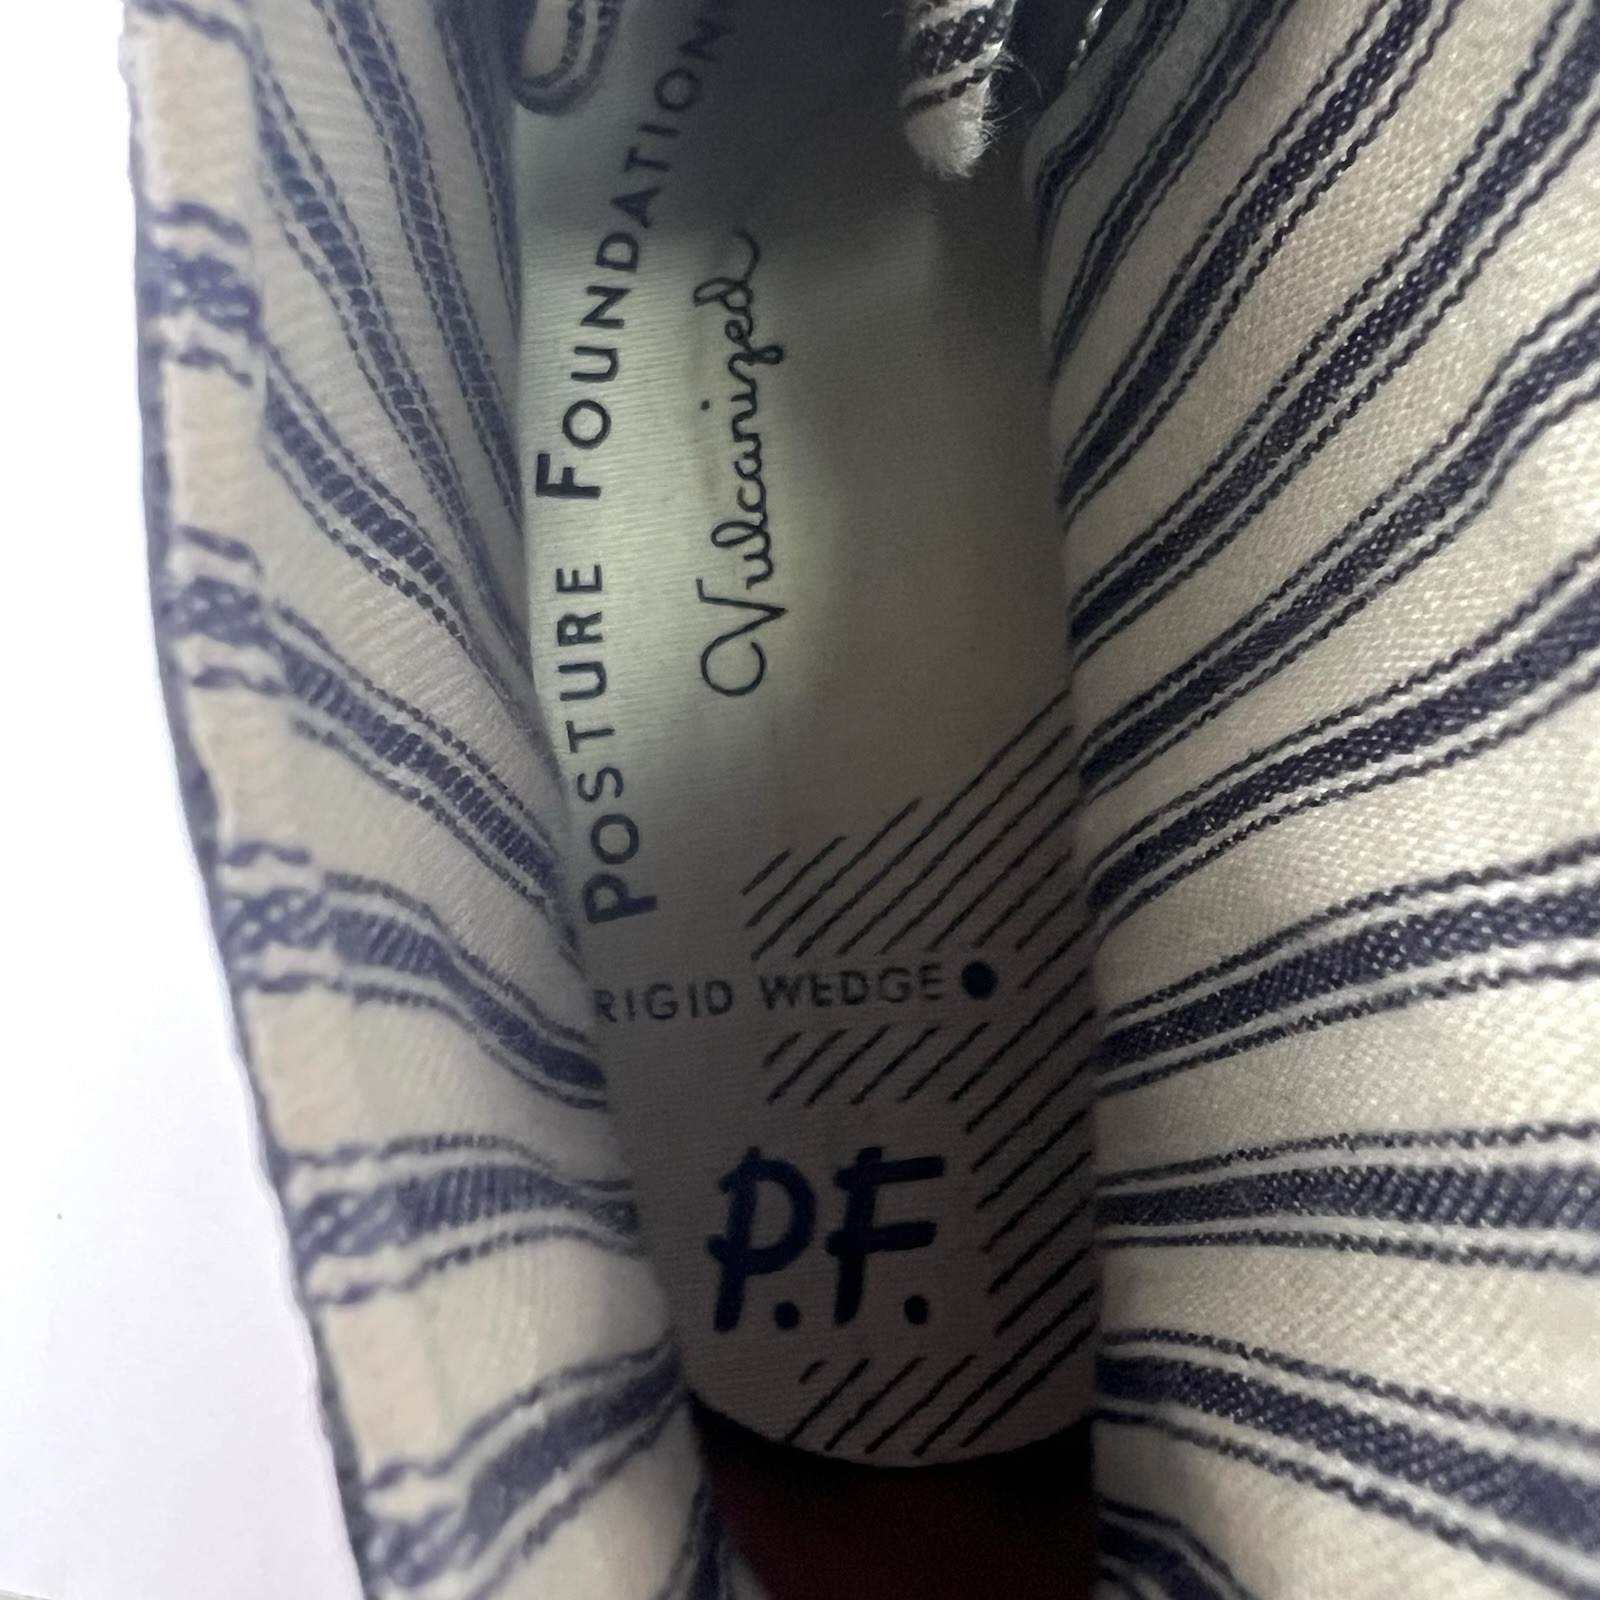 POSTURE FOUNDATION
Vulcanized
RIGID WEDGE
P.F.